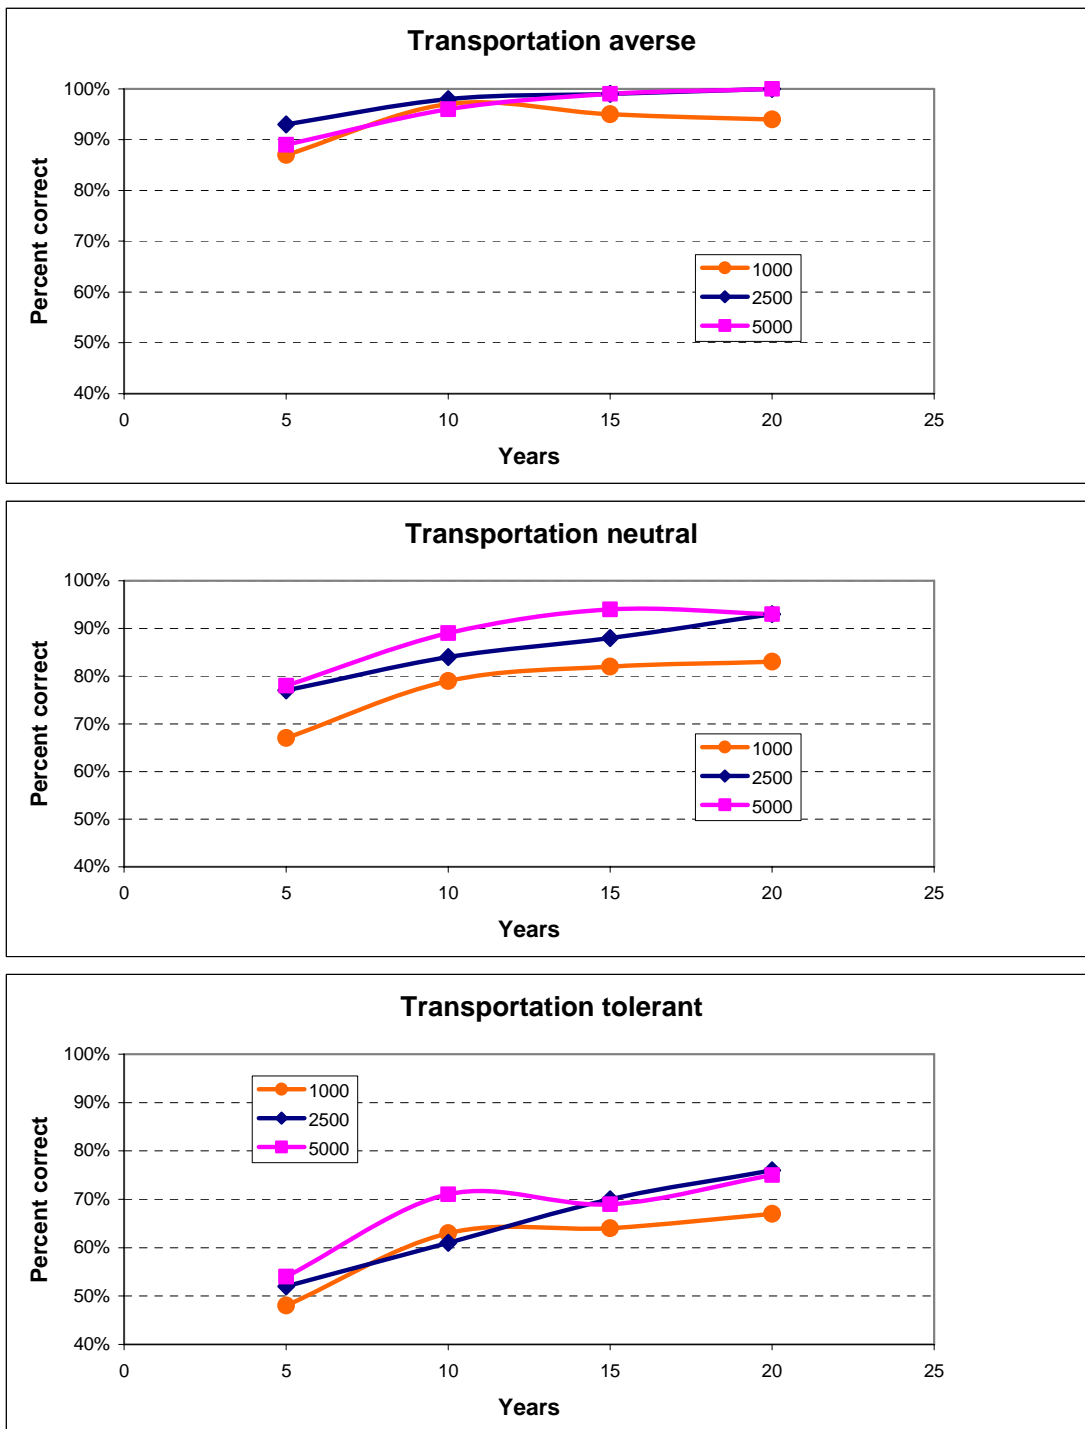 Transportation averse
100%
90%
80%
70%
60%
50%
40%
Percent correct
1000
2500
5000
0 5 10 15 20 25
Years
Transportation neutral
100%
90%
80%
70%
60%
50%
40%
Percent correct
1000
2500
5000
0 5 10 15 20 25
Years
Transportation tolerant
100%
90%
80%
70%
60%
50%
40%
Percent correct
1000
2500
5000
0 5 10 15 20 25
Years